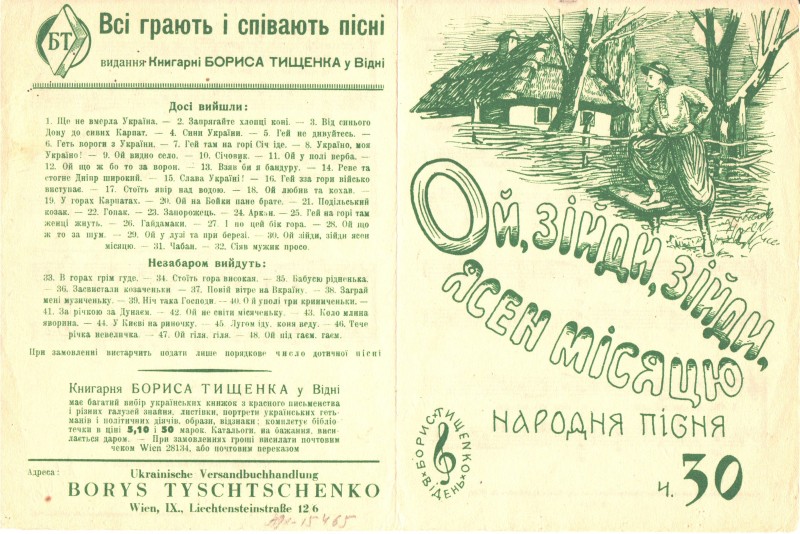 БТ
Всі грають і співають пісні
видання Книгарні БОРИСА ТИЩЕНКА у Відні
Досі вийшли:
1. Ще не вмерла Україна. — 2. Запрягайте хлопці коні. — 3. Від синього
Дону до сивих Карпат. — 4. Сини України. — 5. Гей не дивуйтесь. —
6. Геть вороги з України. — 7. Гей там на горі Січ іде. — 8. Україно, моя
Україно! — 9. Ой видно село. — 10. Січовик. — 11. Ой у полі верба. —
12. Ой що ж бо то за ворон. — 13. Взяв би я бандуру. — 14. Реве та
стогне Дніпр широкий. — 15. Слава Україні! — 16. Гей зза гори військо
виступає. — 17. Стоїть явір над водою. — 18. Ой любив та кохав. —
19. У горах Карпатах. — 20. Ой на Бойки пане брате. — 21. Подільський
козак. — 22. Гопак. — 23. Запорожець. — 24. Аркан. — 25. Гей на горі там
женці жнуть. — 26. Гайдамаки. — 27. І по цей бік гора. — 28. Ой що
ж то за шум. — 29. Ой у лузі та при березі. — 30. Ой зійди, зійди ясен
місяцю. — 31. Чабан. — 32. Сіяв мужик просо.
Незабаром вийдуть:
33. В горах грім гуде. — 34. Стоїть гора високая. — 35. Бабусю рідненька.
— 36. Засвистали козаченьки — 37. Повій вітре на Вкраїну. — 38. Заграй
мені музиченьку. — 39. Ніч така Господи. — 40. Ой у полі три криниченьки. —
41. За річкою за Дунаєм. — 42. Ой не світи місяченьку. — 43. Коло млина
яворина. — 44. У Києві на риночку. — 45. Лугом іду, коня веду. — 46. Тече
річка невеличка. — 47. Ой гіля, гіля. — 48. Ой під гаєм, гаєм.
При замовленні вистарчить подати лише порядкове число дотичної пісні
Книгарня БОРИСА ТИЩЕНКА у Відні
має багатий вибір українських книжок з красного письменства
і різних галузей знання, листівки, портрети українських геть-
манів і політичних діячів, образи, відзнаки; комплетує бібліо-
течки в ціні 5,10 і 50 марок. Катальоги, на бажання, виси-
лається даром. — При замовленнях гроші висилати почтовим
чеком Wien 28134, або почтовим переказом
Адреса:
Ukrainische Versandbuchhandlung
BORYS TYSCHTSCHENKO
Wien, IX., Liechtensteinstraße 126
Ой, зійди, зійди,
ясен місяцю
НАРОДНЯ ПІСНЯ
БОРИС ТИЩЕНКО ВІДЕНЬ
ч. 30